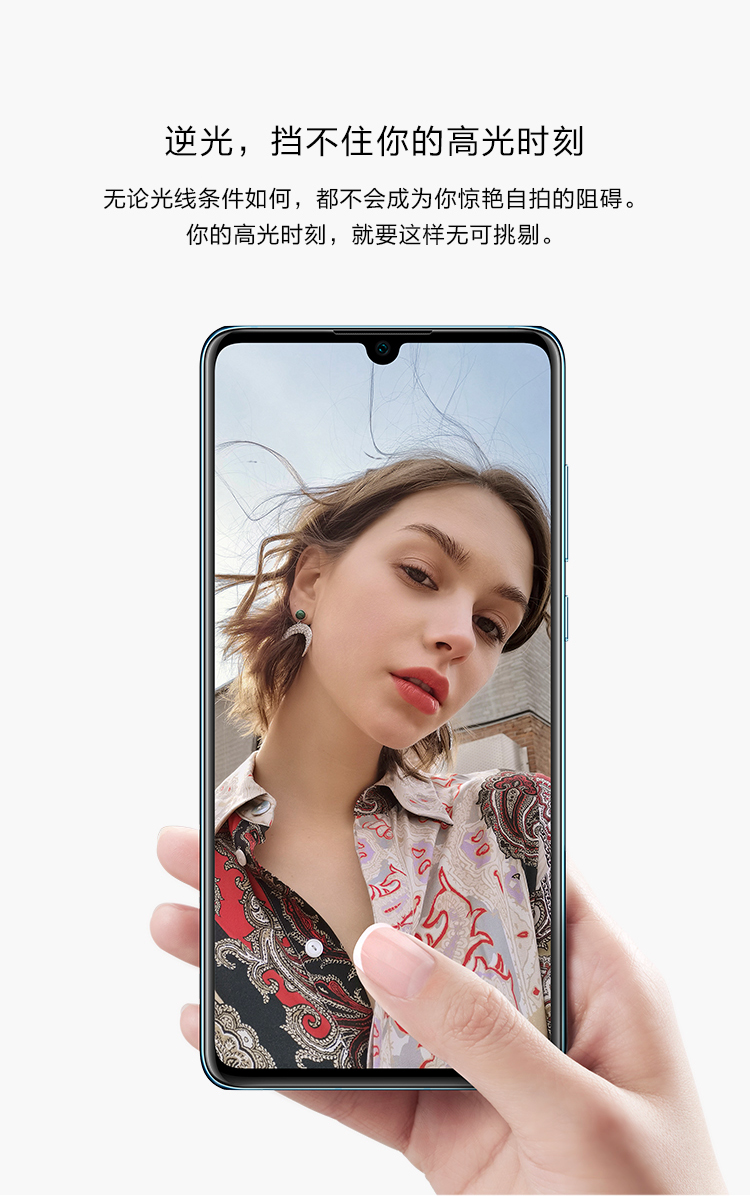 逆光，挡不住你的高光时刻
无论光线条件如何，都不会成为你惊艳自拍的阻碍。
你的高光时刻，就要这样无可挑剔。